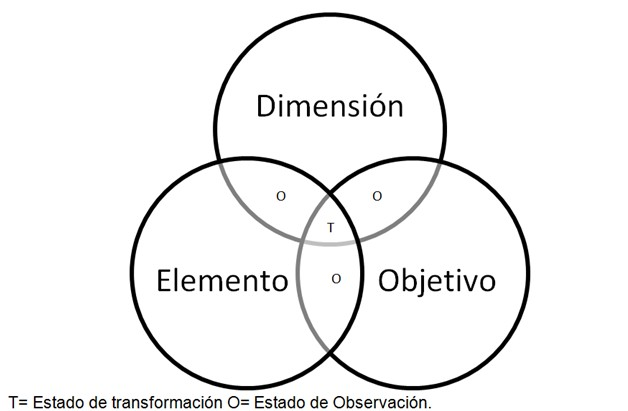 Dimensión
O O
T
Elemento O Objetivo
T= Estado de transformación O= Estado de Observación.